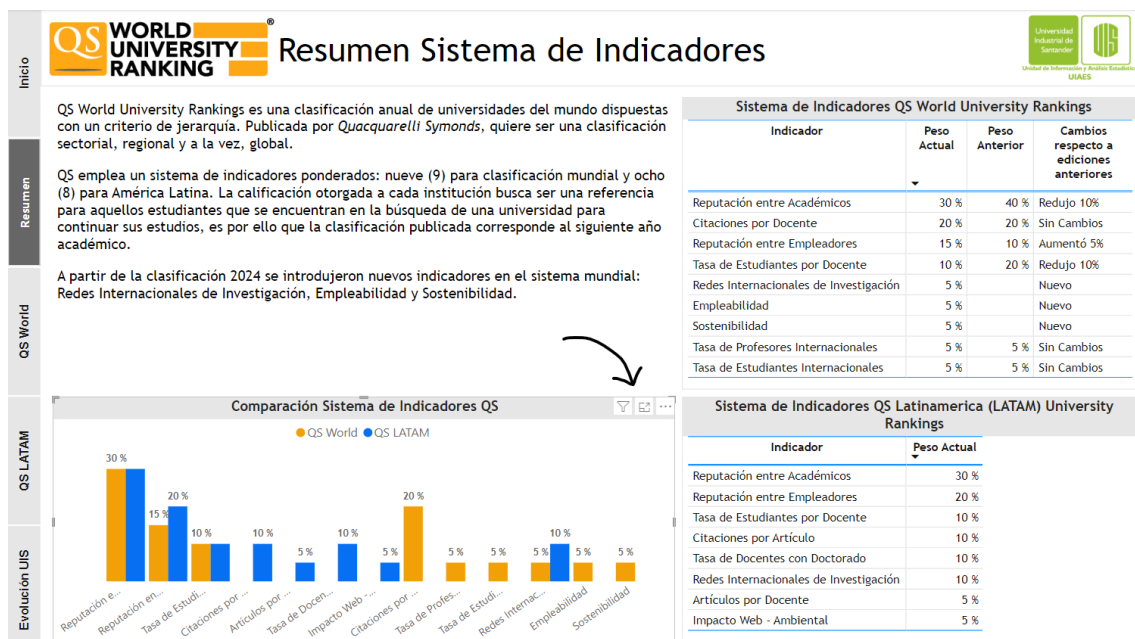 QS WORLD UNIVERSITY RANKING ®
Resumen Sistema de Indicadores
Universidad
Industrial de
Santander
UIS
Unidad de Información y Análisis Estadístico
UIAES
Inicio
Resumen
QS World
QS LATAM
Evolución UIS
QS World University Rankings es una clasificación anual de universidades del mundo dispuestas
con un criterio de jerarquía. Publicada por Quacquarelli Symonds, quiere ser una clasificación
sectorial, regional y a la vez, global.
QS emplea un sistema de indicadores ponderados: nueve (9) para clasificación mundial y ocho
(8) para América Latina. La calificación otorgada a cada institución busca ser una referencia
para aquellos estudiantes que se encuentran en la búsqueda de una universidad para
continuar sus estudios, es por ello que la clasificación publicada corresponde al siguiente año
académico.
A partir de la clasificación 2024 se introdujeron nuevos indicadores en el sistema mundial:
Redes Internacionales de Investigación, Empleabilidad y Sostenibilidad.
Sistema de Indicadores QS World University Rankings
Indicador Peso Actual Peso Anterior Cambios respecto a ediciones anteriores
Reputación entre Académicos 30 % 40 % Redujo 10%
Citaciones por Docente 20 % 20 % Sin Cambios
Reputación entre Empleadores 15 % 10 % Aumentó 5%
Tasa de Estudiantes por Docente 10 % 20 % Redujo 10%
Redes Internacionales de Investigación 5 % Nuevo
Empleabilidad 5 % Nuevo
Sostenibilidad 5 % Nuevo
Tasa de Profesores Internacionales 5 % 5 % Sin Cambios
Tasa de Estudiantes Internacionales 5 % 5 % Sin Cambios
Comparación Sistema de Indicadores QS
QS World QS LATAM
30 %
15 % 20 %
10 %
10 %
5 %
10 %
5 %
20 %
5 %
5 %
5 % 10 %
5 %
5 %
Reputación e...
Reputación en...
Tasa de Estudi...
Citaciones por ...
Artículos por ...
Tasa de Docen...
Impacto Web -...
Citaciones por ...
Tasa de Profes...
Tasa de Estudi...
Redes Internac...
Empleabilidad
Sostenibilidad
Sistema de Indicadores QS Latinamerica (LATAM) University
Rankings
Indicador Peso Actual
Reputación entre Académicos 30 %
Reputación entre Empleadores 20 %
Tasa de Estudiantes por Docente 10 %
Citaciones por Artículo 10 %
Tasa de Docentes con Doctorado 10 %
Redes Internacionales de Investigación 10 %
Artículos por Docente 5 %
Impacto Web - Ambiental 5 %